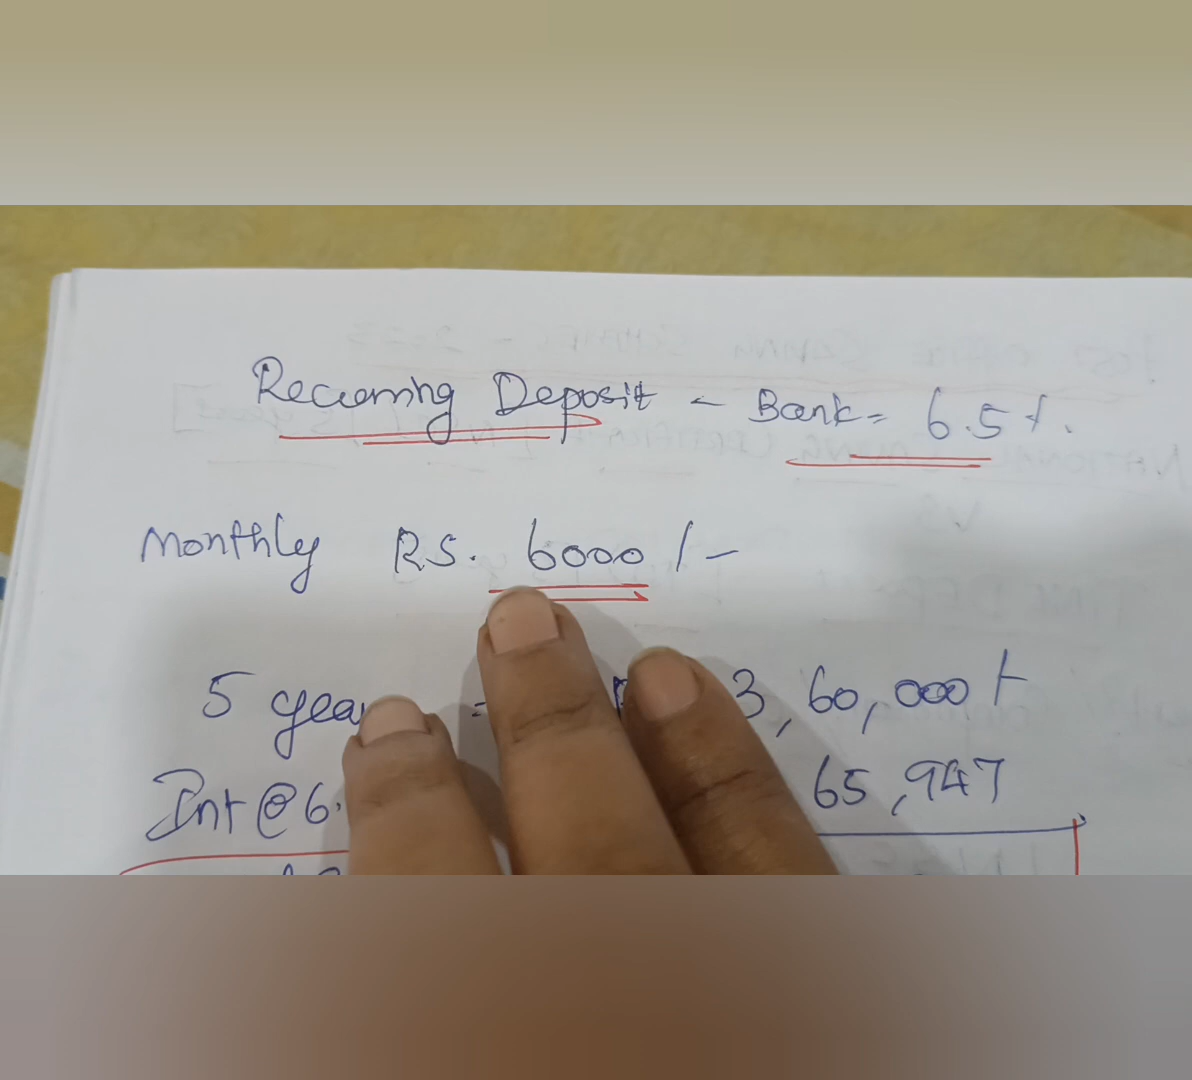 Recurring Deposit - Bank = 6.5%.
Monthly RS. 6000/-
5 yea = 3,60,000/-
Int@6. 65,947